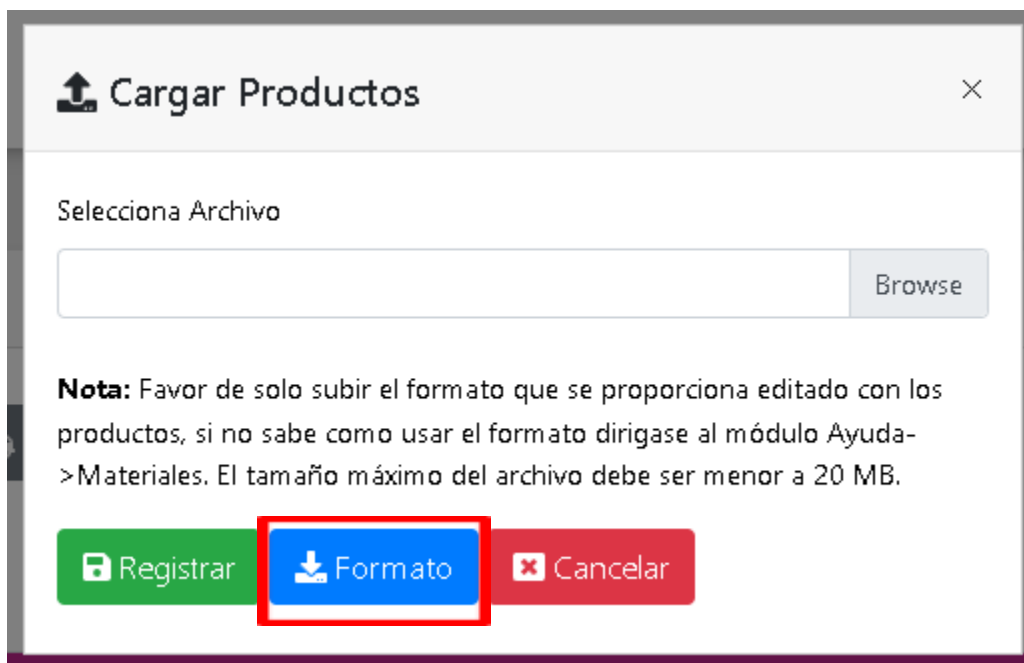 Cargar Productos
Selecciona Archivo
Browse
Nota: Favor de solo subir el formato que se proporciona editado con los
productos, si no sabe como usar el formato dirigase al módulo Ayuda-
>Materiales. El tamaño máximo del archivo debe ser menor a 20 MB.
Registrar Formato Cancelar